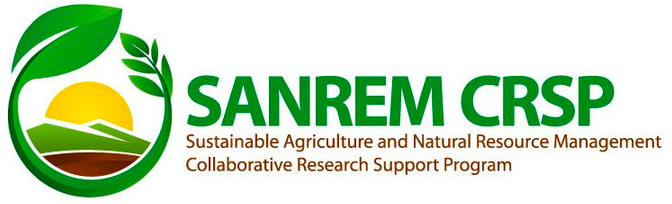 SANREM CRSP
Sustainable Agriculture and Natural Resource Management
Collaborative Research Support Program